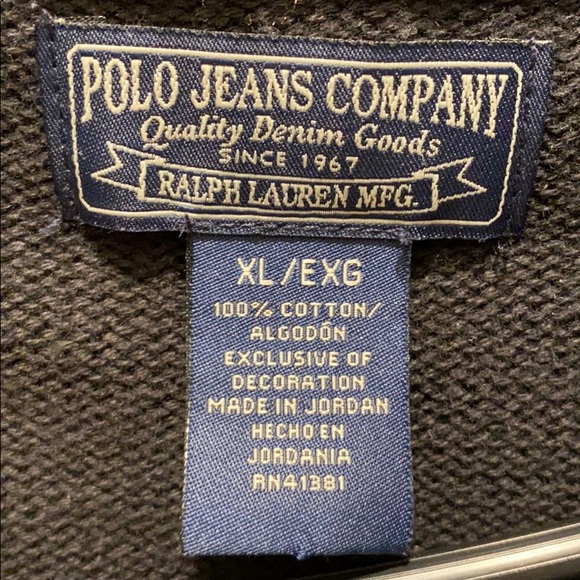 POLO JEANS COMPANY
Quality Denim Goods
SINCE 1967
RALPH LAUREN MFG.
XL/EXG
100% COTTON/
ALGODÓN
EXCLUSIVE OF
DECORATION
MADE IN JORDAN
HECHO EN
JORDANIA
RN41381